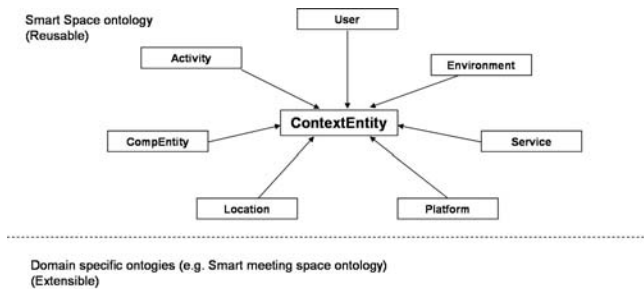 Smart Space ontology
(Reusable)
User
Activity
Environment
ContextEntity
CompEntity
Service
Location
Platform
Domain specific ontogies (e.g. Smart meeting space ontology)
(Extensible)